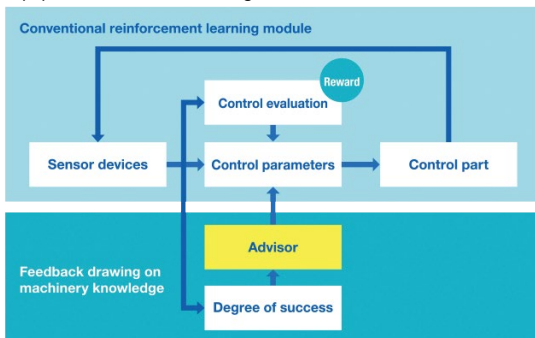 Conventional reinforcement learning module
Reward
Control evaluation
Sensor devices
Control parameters
Control part
Advisor
Feedback drawing on
machinery knowledge
Degree of success